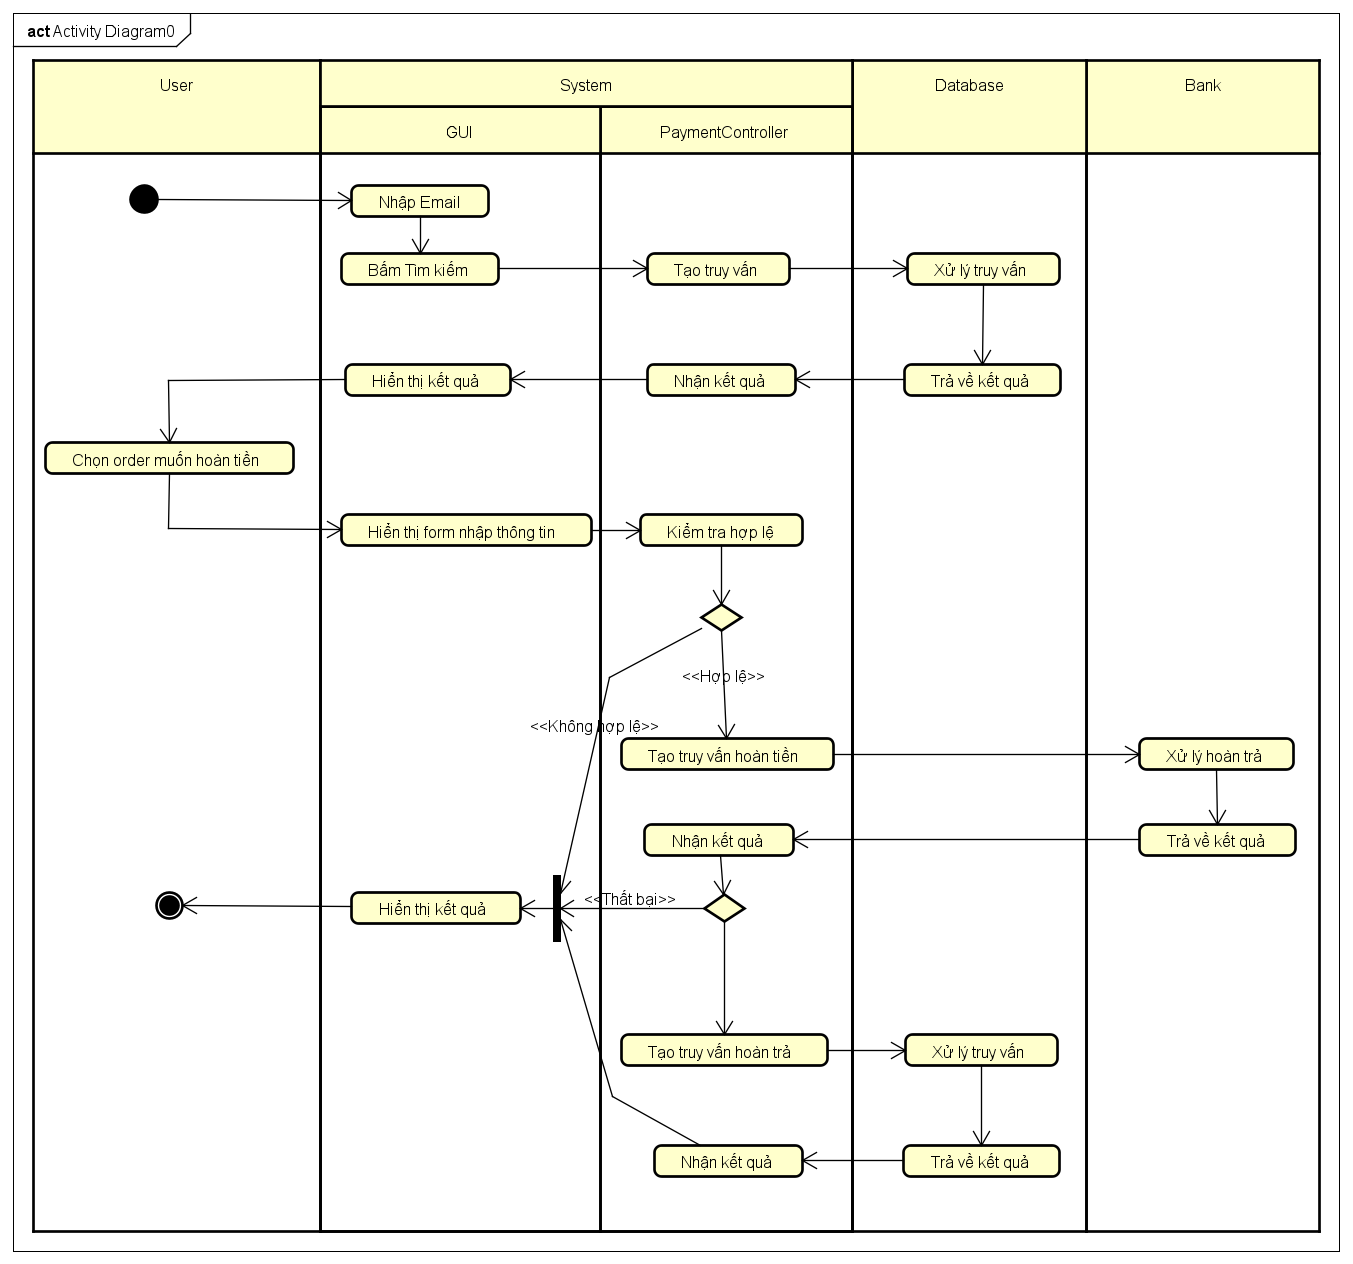 act Activity Diagram0
User
System
Database
Bank
GUI
PaymentController
Nhập Email
Bấm Tìm kiếm
Tạo truy vấn
Xử lý truy vấn
Hiển thị kết quả
Nhận kết quả
Trả về kết quả
Chọn order muốn hoàn tiền
Hiển thị form nhập thông tin
Kiểm tra hợp lệ
<<Hợp lệ>>
<<Không hợp lệ>>
Tạo truy vấn hoàn tiền
Xử lý hoàn trả
Nhận kết quả
Trả về kết quả
<<Thất bại>>
Hiển thị kết quả
Tạo truy vấn hoàn trả
Xử lý truy vấn
Nhận kết quả
Trả về kết quả